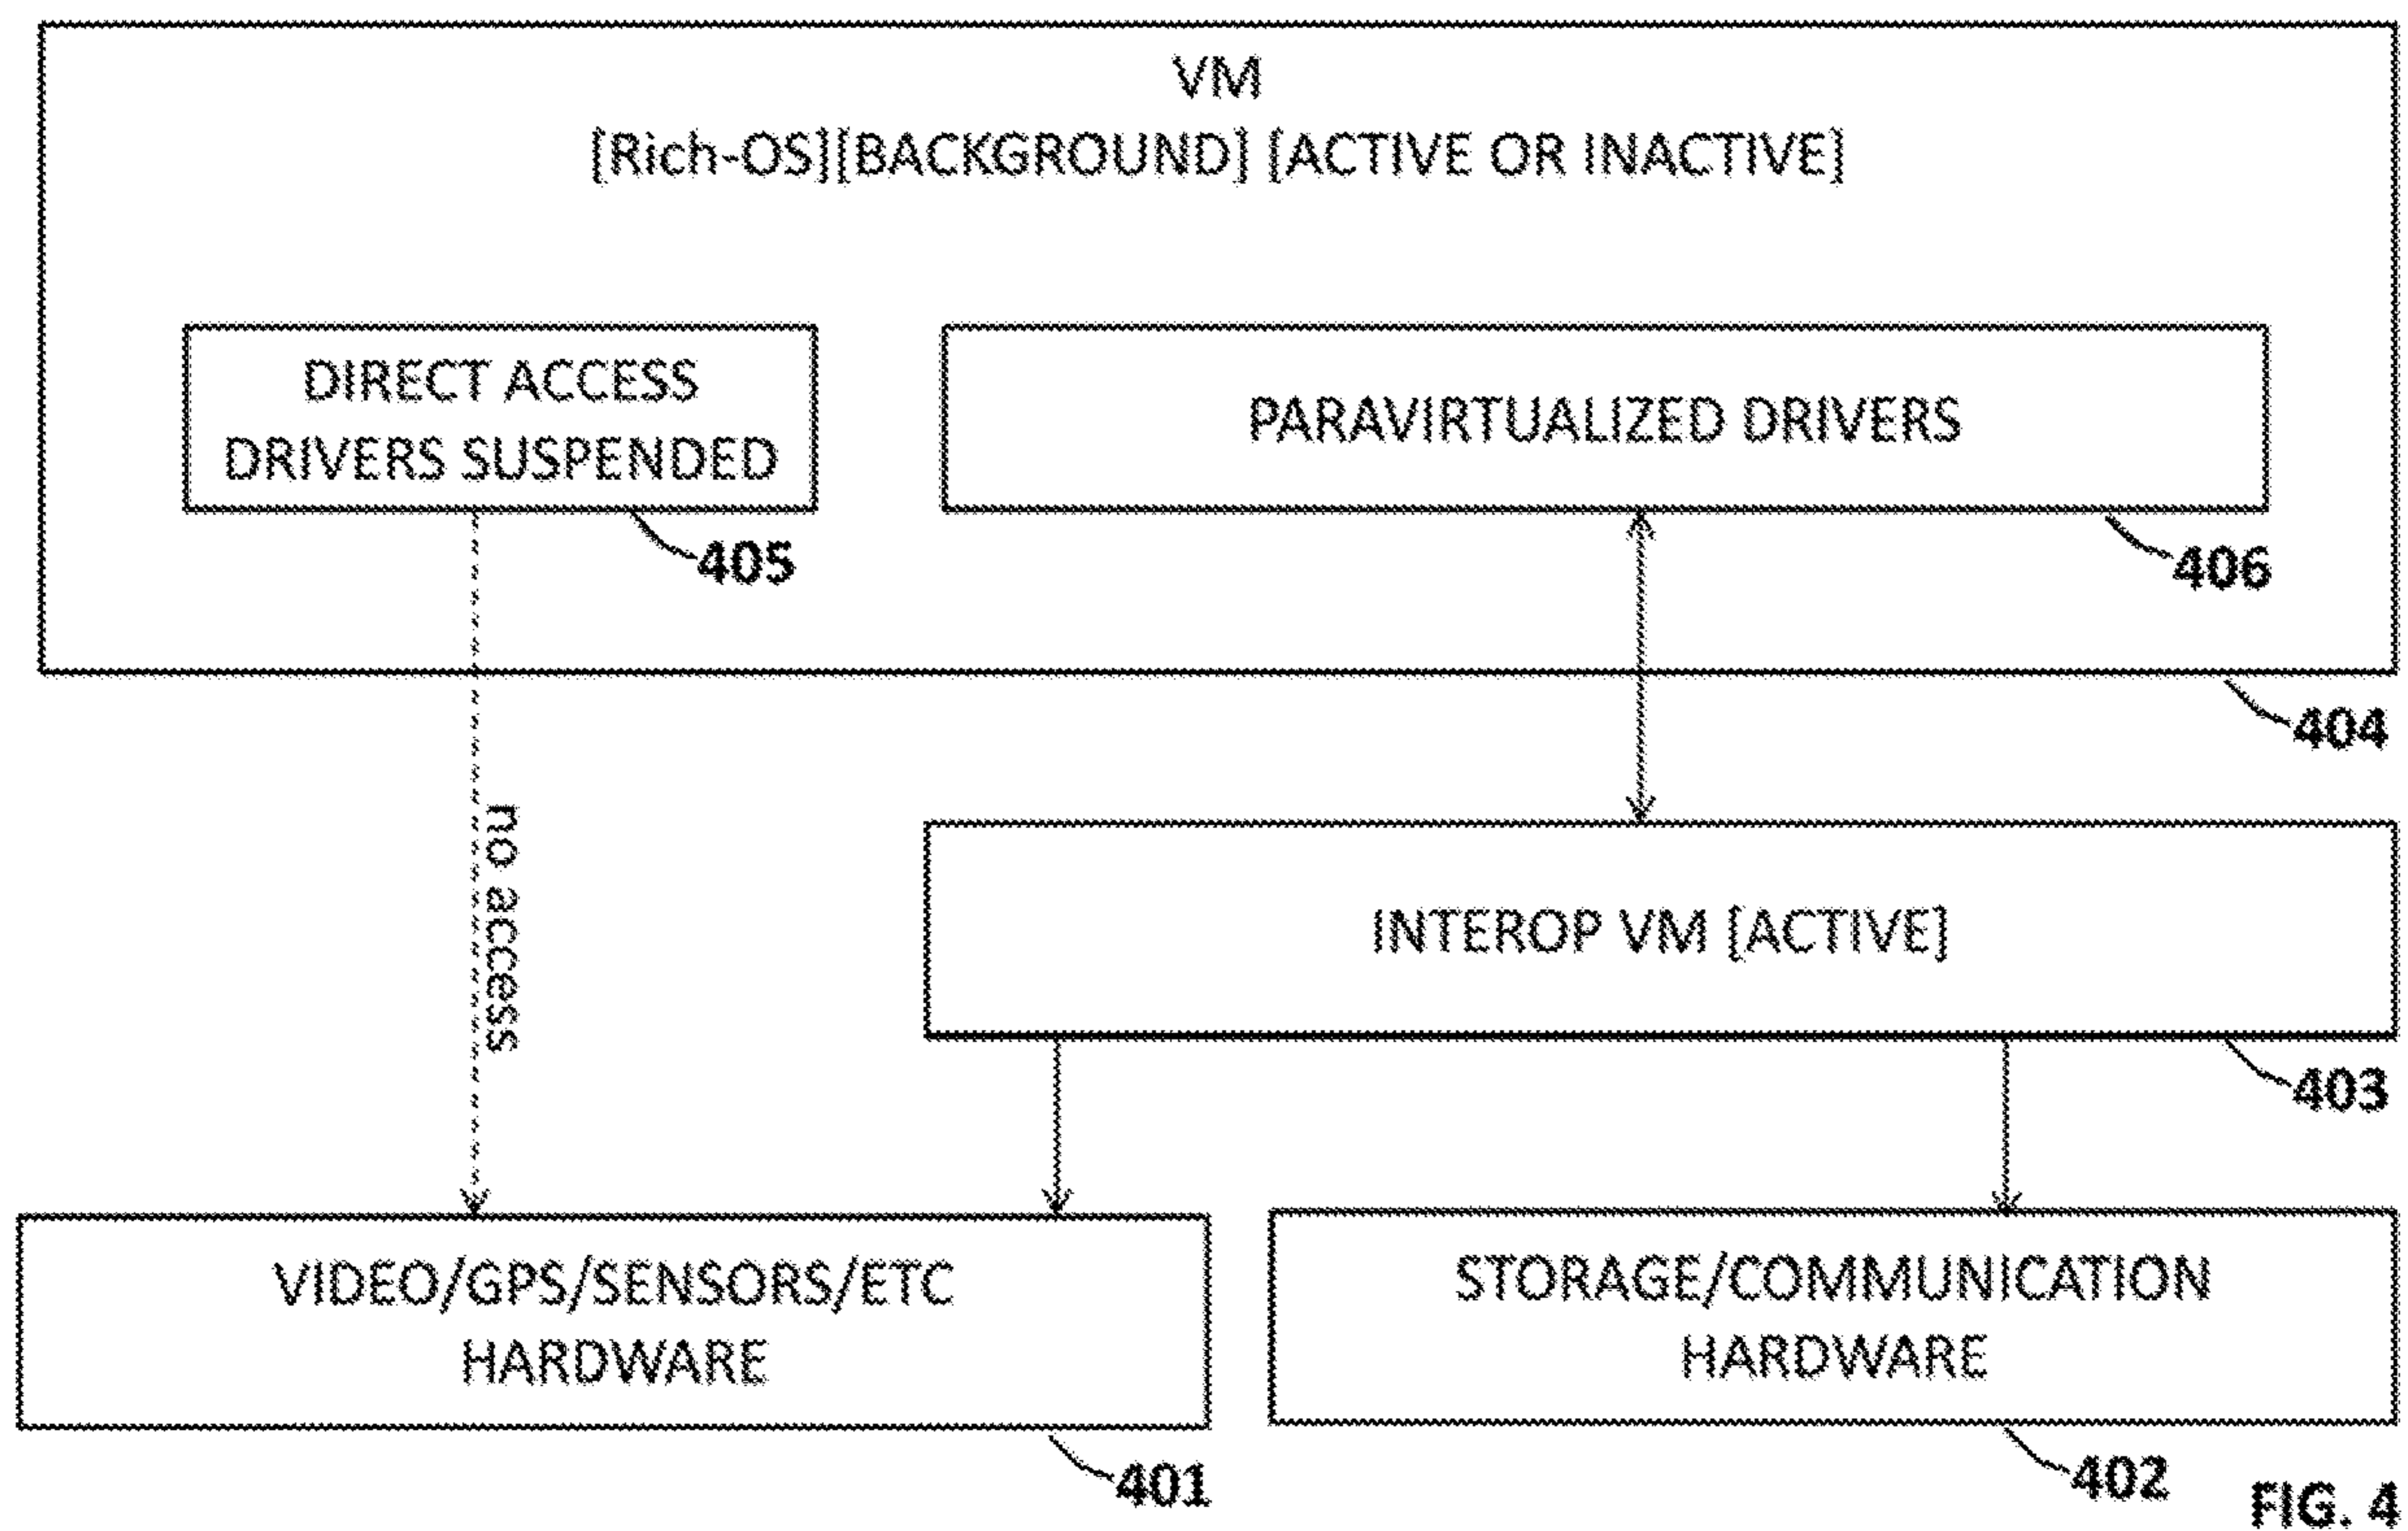 VM
[Rich-OS][BACKGROUND] [ACTIVE OR INACTIVE]
DIRECT ACCESS
DRIVERS SUSPENDED
PARAVIRTUALIZED DRIVERS
405
406
404
no access
INTEROP VM [ACTIVE]
403
VIDEO/GPS/SENSORS/ETC
HARDWARE
STORAGE/COMMUNICATION
HARDWARE
401
402
FIG. 4